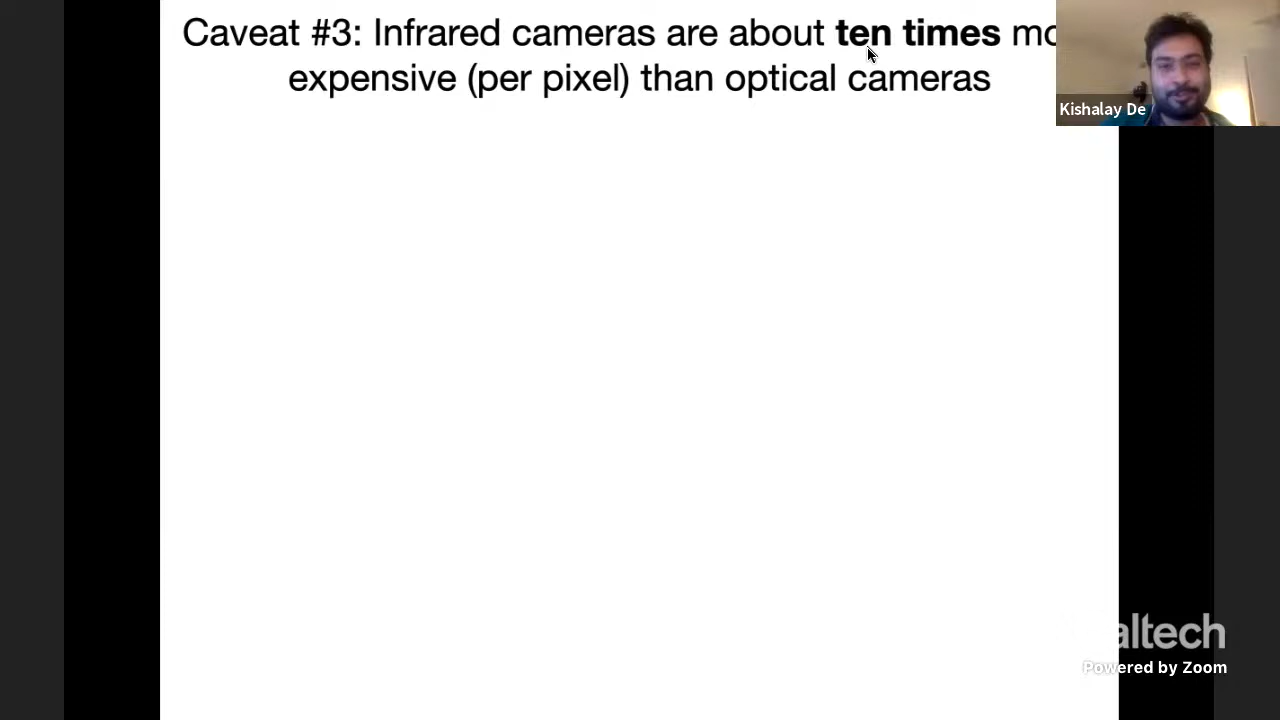 Caveat #3: Infrared cameras are about ten times
expensive (per pixel) than optical cameras
Kishalay De
altech
Powered by Zoom